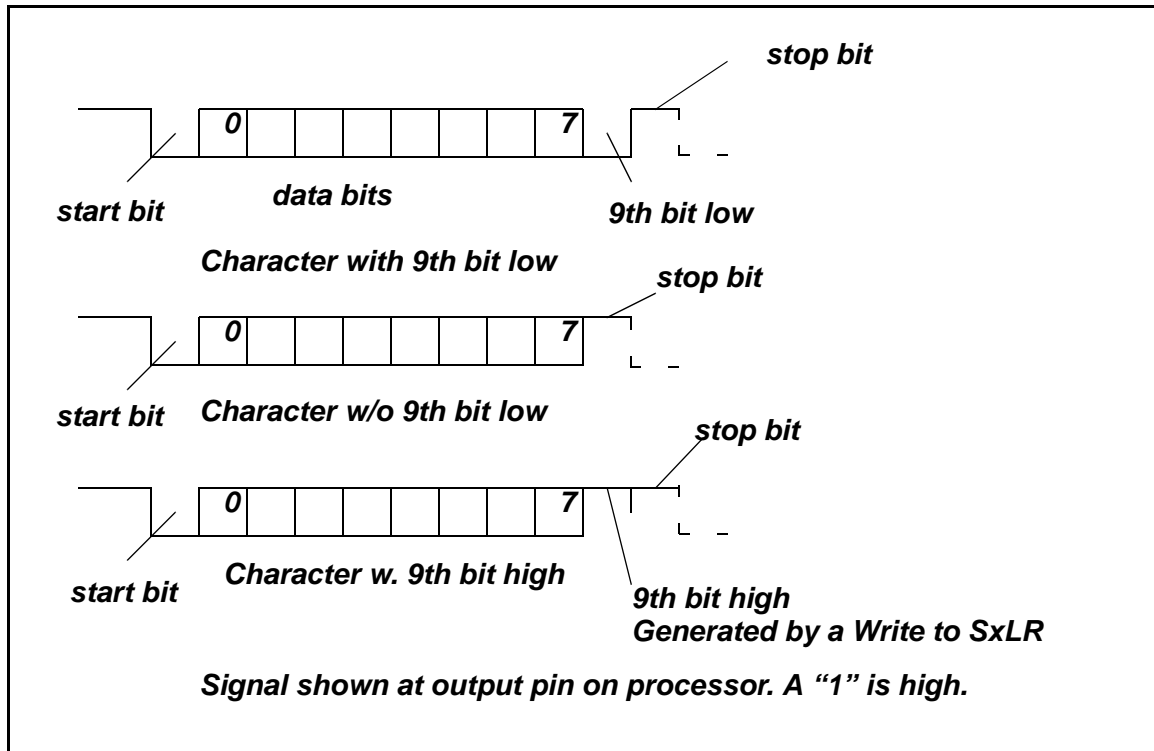 stop bit
0 7
start bit
data bits
9th bit low
Character with 9th bit low
stop bit
0 7
start bit
Character w/o 9th bit low
stop bit
0 7
start bit
Character w. 9th bit high
9th bit high
Generated by a Write to SxLR
Signal shown at output pin on processor. A “1” is high.